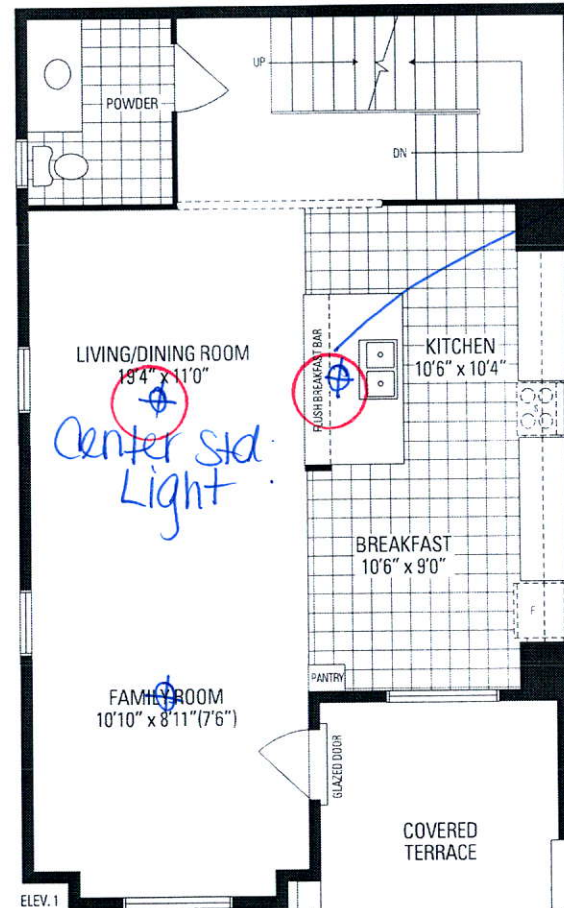 UP
POWDER
DN
LIVING/DINING ROOM
19'4" x 11'0"
FLUSH BREAKFAST BAR
KITCHEN
10'6" x 10'4"
S
Center Std.
Light
BREAKFAST
10'6" x 9'0"
F
PANTRY
FAMILY ROOM
10'10" x 8'11"(7'6")
GLAZED DOOR
COVERED
TERRACE
ELEV. 1